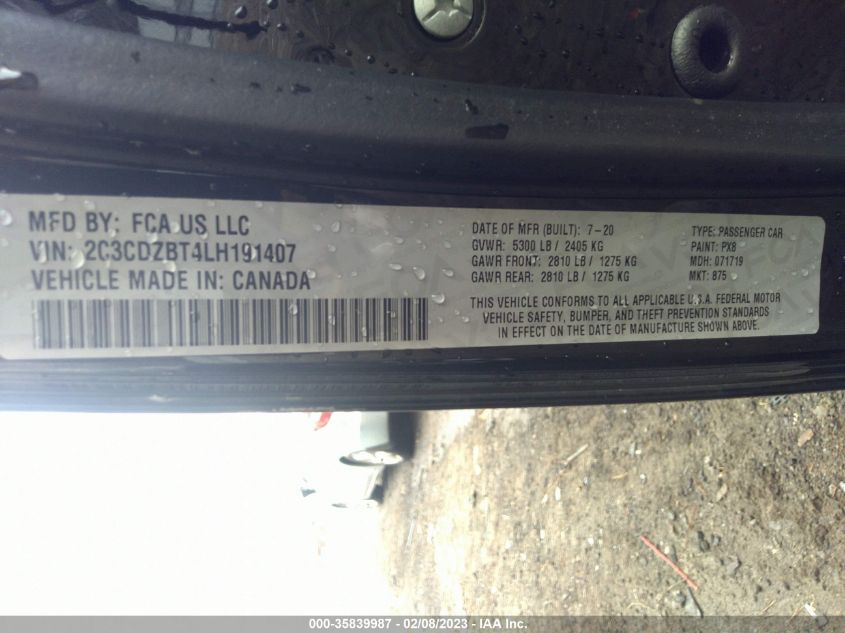 MFD BY: FCA US LLC
VIN: 2C3CDZBT4LH191407
VEHICLE MADE IN: CANADA
DATE OF MFR (BUILT): 7-20
GVWR: 5300 LB / 2405 KG
GAWR FRONT: 2810 LB / 1275 KG
GAWR REAR: 2810 LB / 1275 KG
TYPE: PASSENGER CAR
PAINT: PX8
MDH: 071719
MKT: 875
THIS VEHICLE CONFORMS TO ALL APPLICABLE U.S.A. FEDERAL MOTOR
VEHICLE SAFETY, BUMPER, AND THEFT PREVENTION STANDARDS
IN EFFECT ON THE DATE OF MANUFACTURE SHOWN ABOVE.
000-35839987 - 02/08/2023 - © IAA Inc.